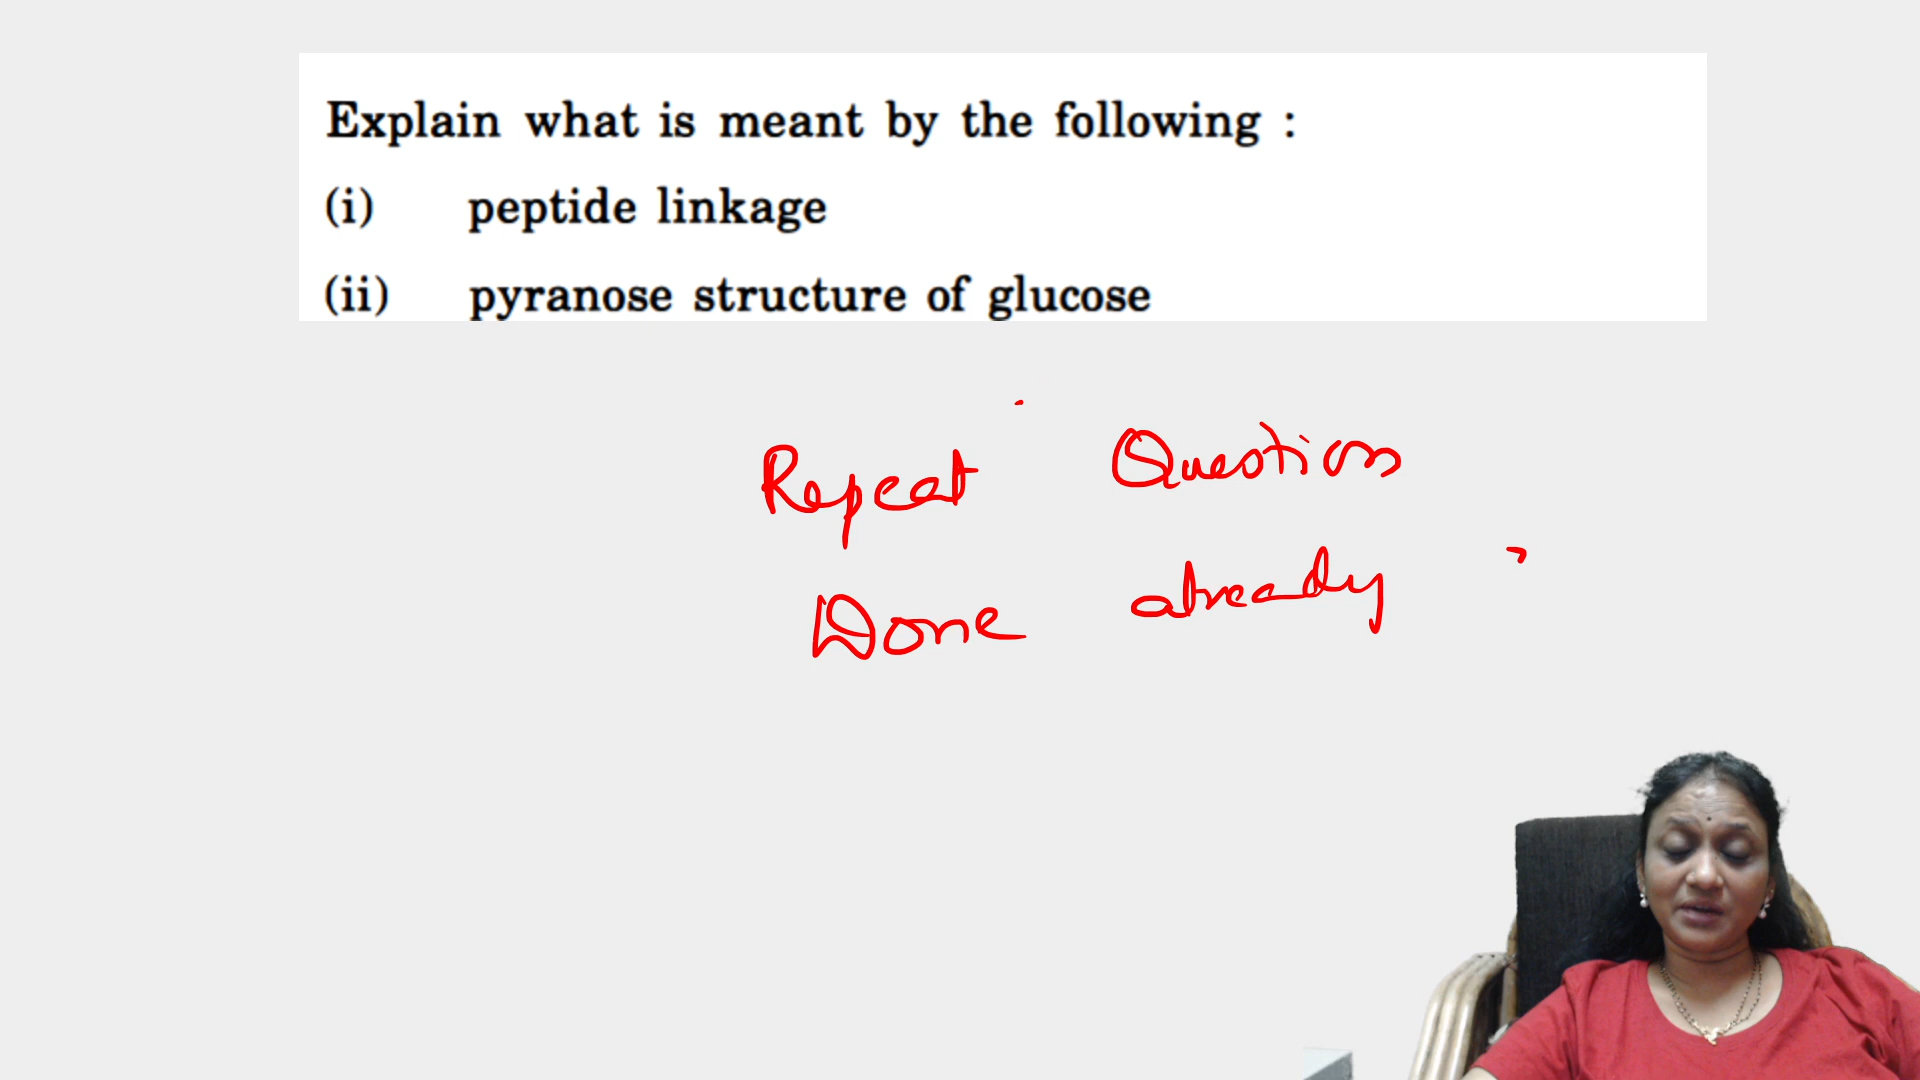 Explain what is meant by the following :
(i) peptide linkage
(ii) pyranose structure of glucose
Repeat Question
Done already